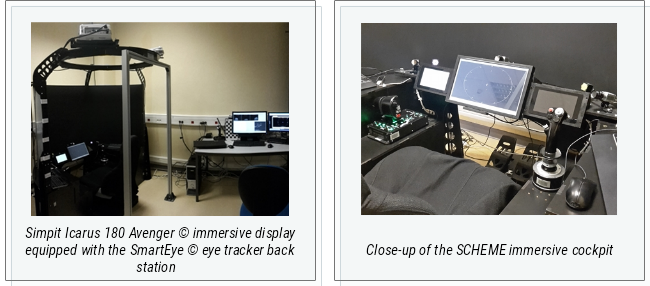 Simpit Icarus 180 Avenger © immersive display
equipped with the SmartEye © eye tracker back
station
Close-up of the SCHEME immersive cockpit